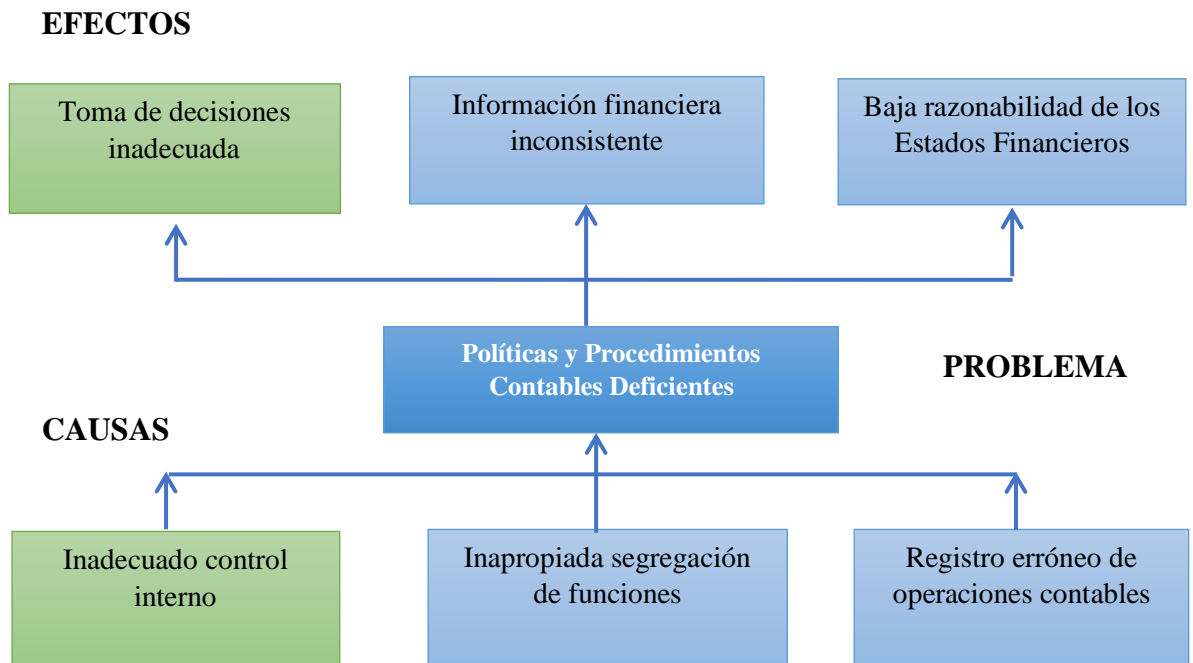 EFECTOS
Toma de decisiones
inadecuada
Información financiera
inconsistente
Baja razonabilidad de los
Estados Financieros
Políticas y Procedimientos
Contables Deficientes
PROBLEMA
CAUSAS
Inadecuado control
interno
Inapropiada segregación
de funciones
Registro erróneo de
operaciones contables